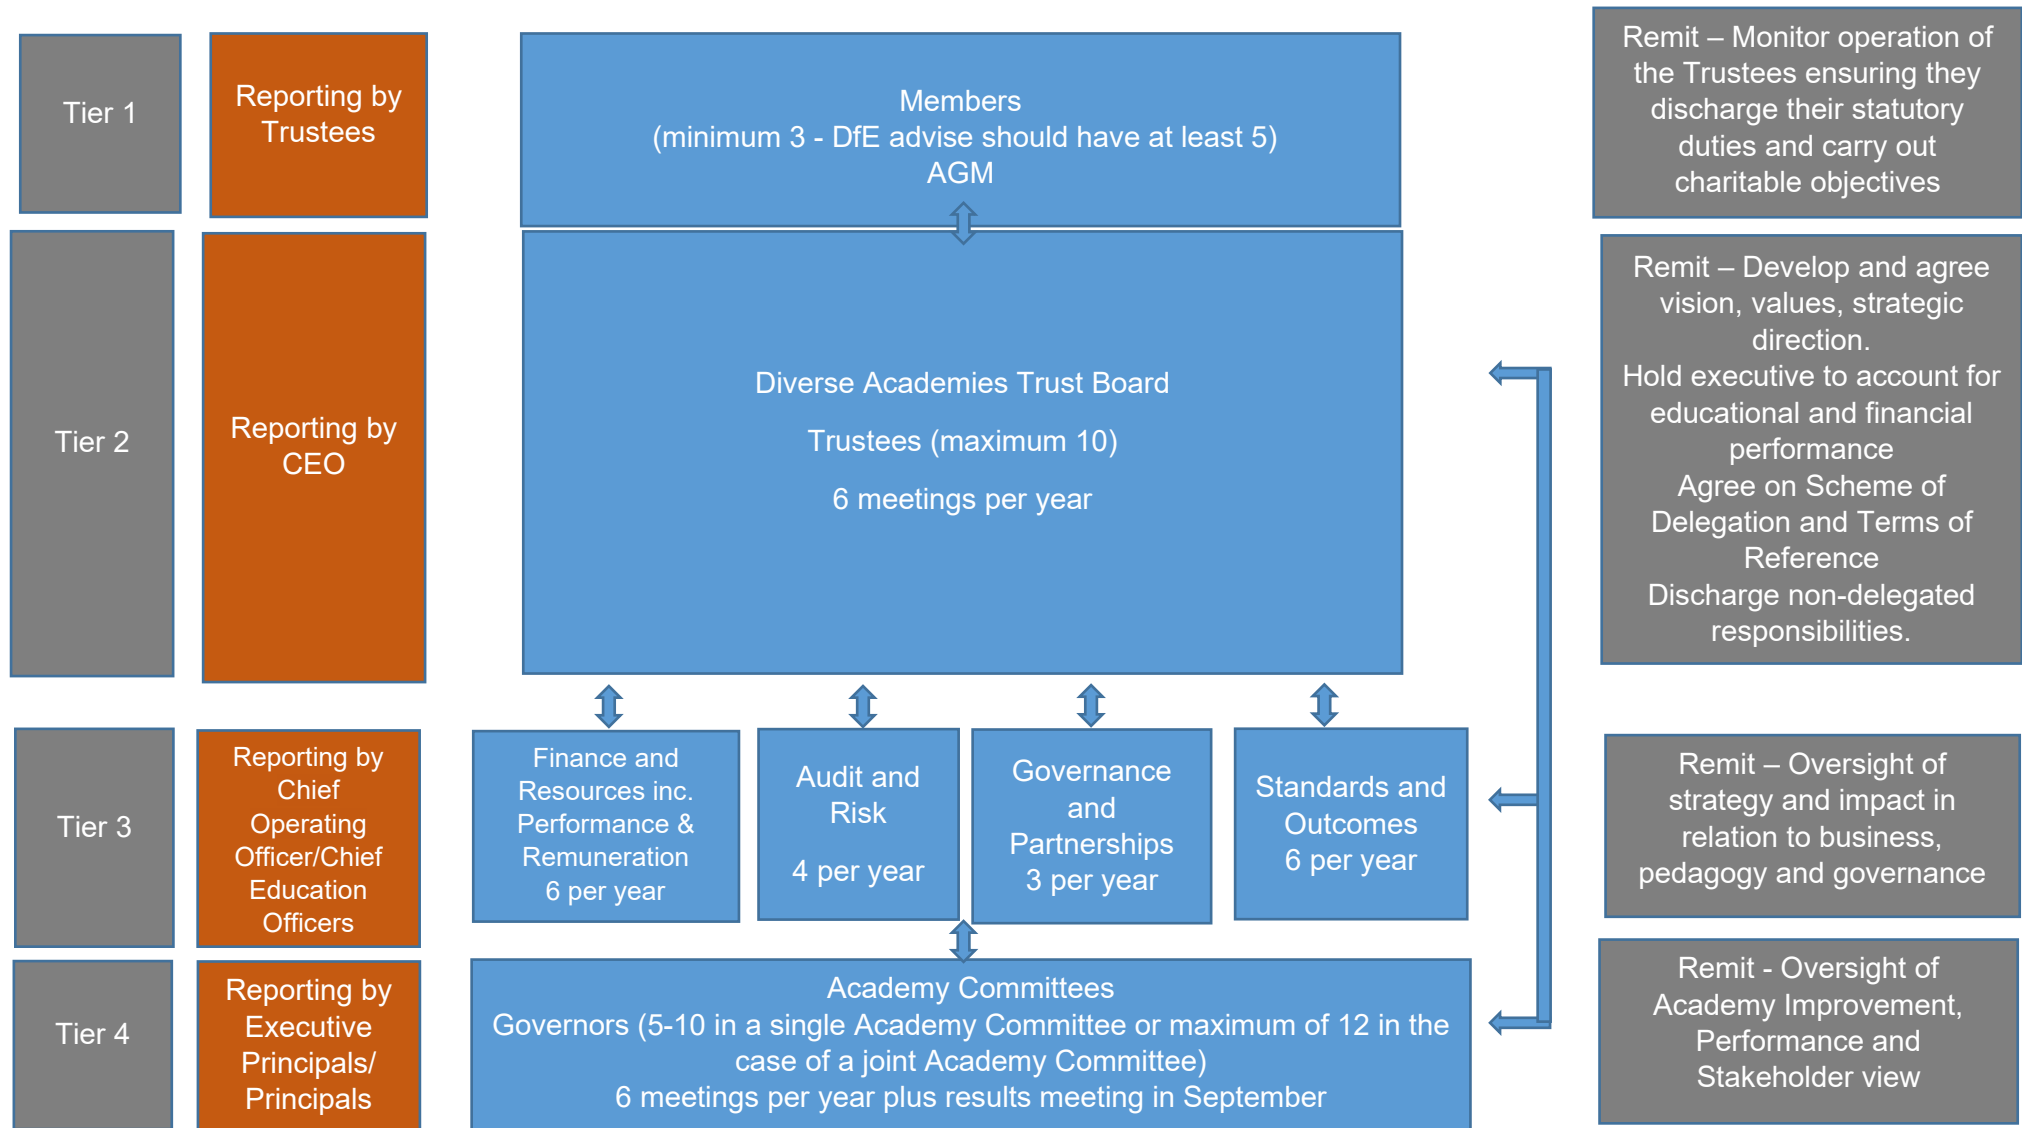 Tier 1
Reporting by
Trustees
Members
(minimum 3 - DfE advise should have at least 5)
AGM
Remit – Monitor operation of
the Trustees ensuring they
discharge their statutory
duties and carry out
charitable objectives
Tier 2
Reporting by
CEO
Diverse Academies Trust Board
Trustees (maximum 10)
6 meetings per year
Remit – Develop and agree
vision, values, strategic
direction.
Hold executive to account for
educational and financial
performance
Agree on Scheme of
Delegation and Terms of
Reference
Discharge non-delegated
responsibilities.
Tier 3
Reporting by
Chief
Operating
Officer/Chief
Education
Officers
Finance and
Resources inc.
Performance &
Remuneration
6 per year
Audit and
Risk
4 per year
Governance
and
Partnerships
3 per year
Standards and
Outcomes
6 per year
Remit – Oversight of
strategy and impact in
relation to business,
pedagogy and governance
Tier 4
Reporting by
Executive
Principals/
Principals
Academy Committees
Governors (5-10 in a single Academy Committee or maximum of 12 in the
case of a joint Academy Committee)
6 meetings per year plus results meeting in September
Remit - Oversight of
Academy Improvement,
Performance and
Stakeholder view